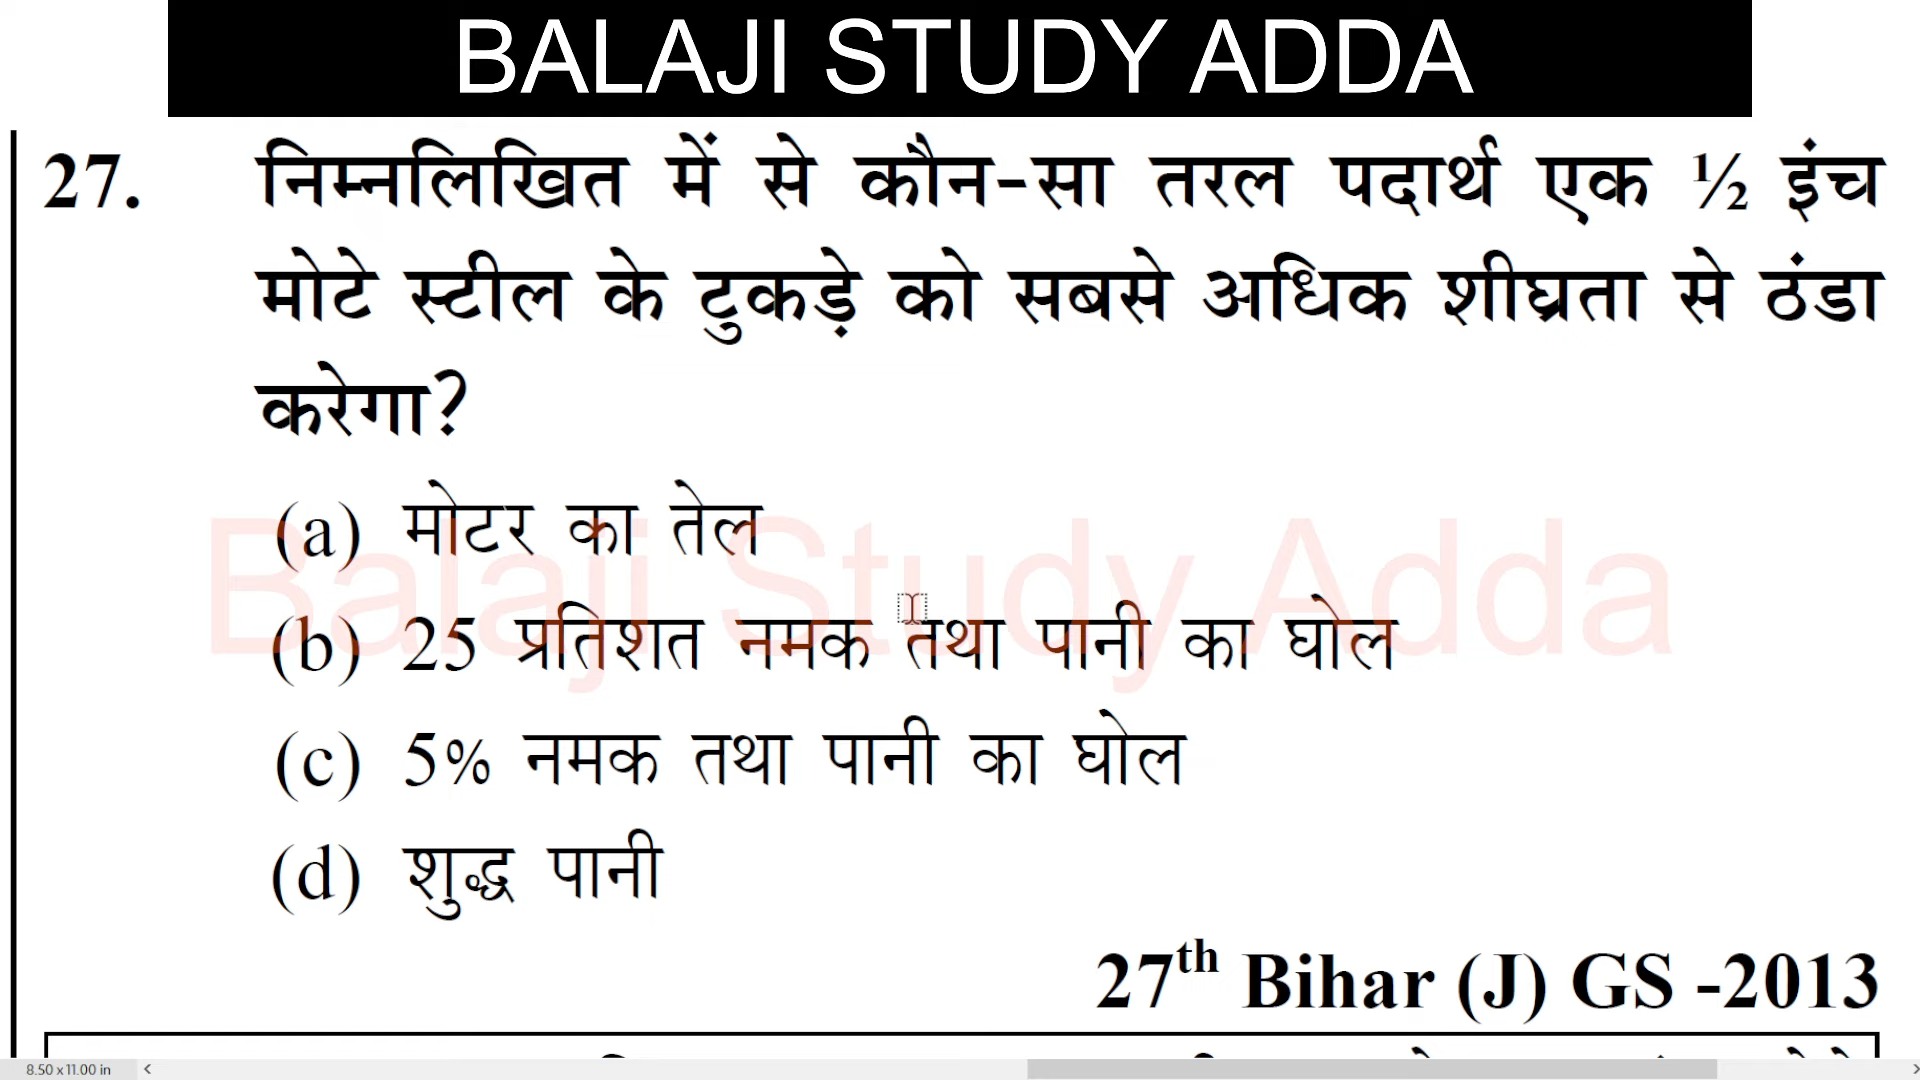 BALAJI STUDY ADDA
27. निम्नलिखित में से कौन-सा तरल पदार्थ एक ½ इंच
मोटे स्टील के टुकड़े को सबसे अधिक शीघ्रता से ठंडा
करेगा?
(a) मोटर का तेल
Balaji Study Adda
(b) 25 प्रतिशत नमक तथा पानी का घोल
(c) 5% नमक तथा पानी का घोल
(d) शुद्ध पानी
27th Bihar (J) GS -2013
8.50 x 11.00 in